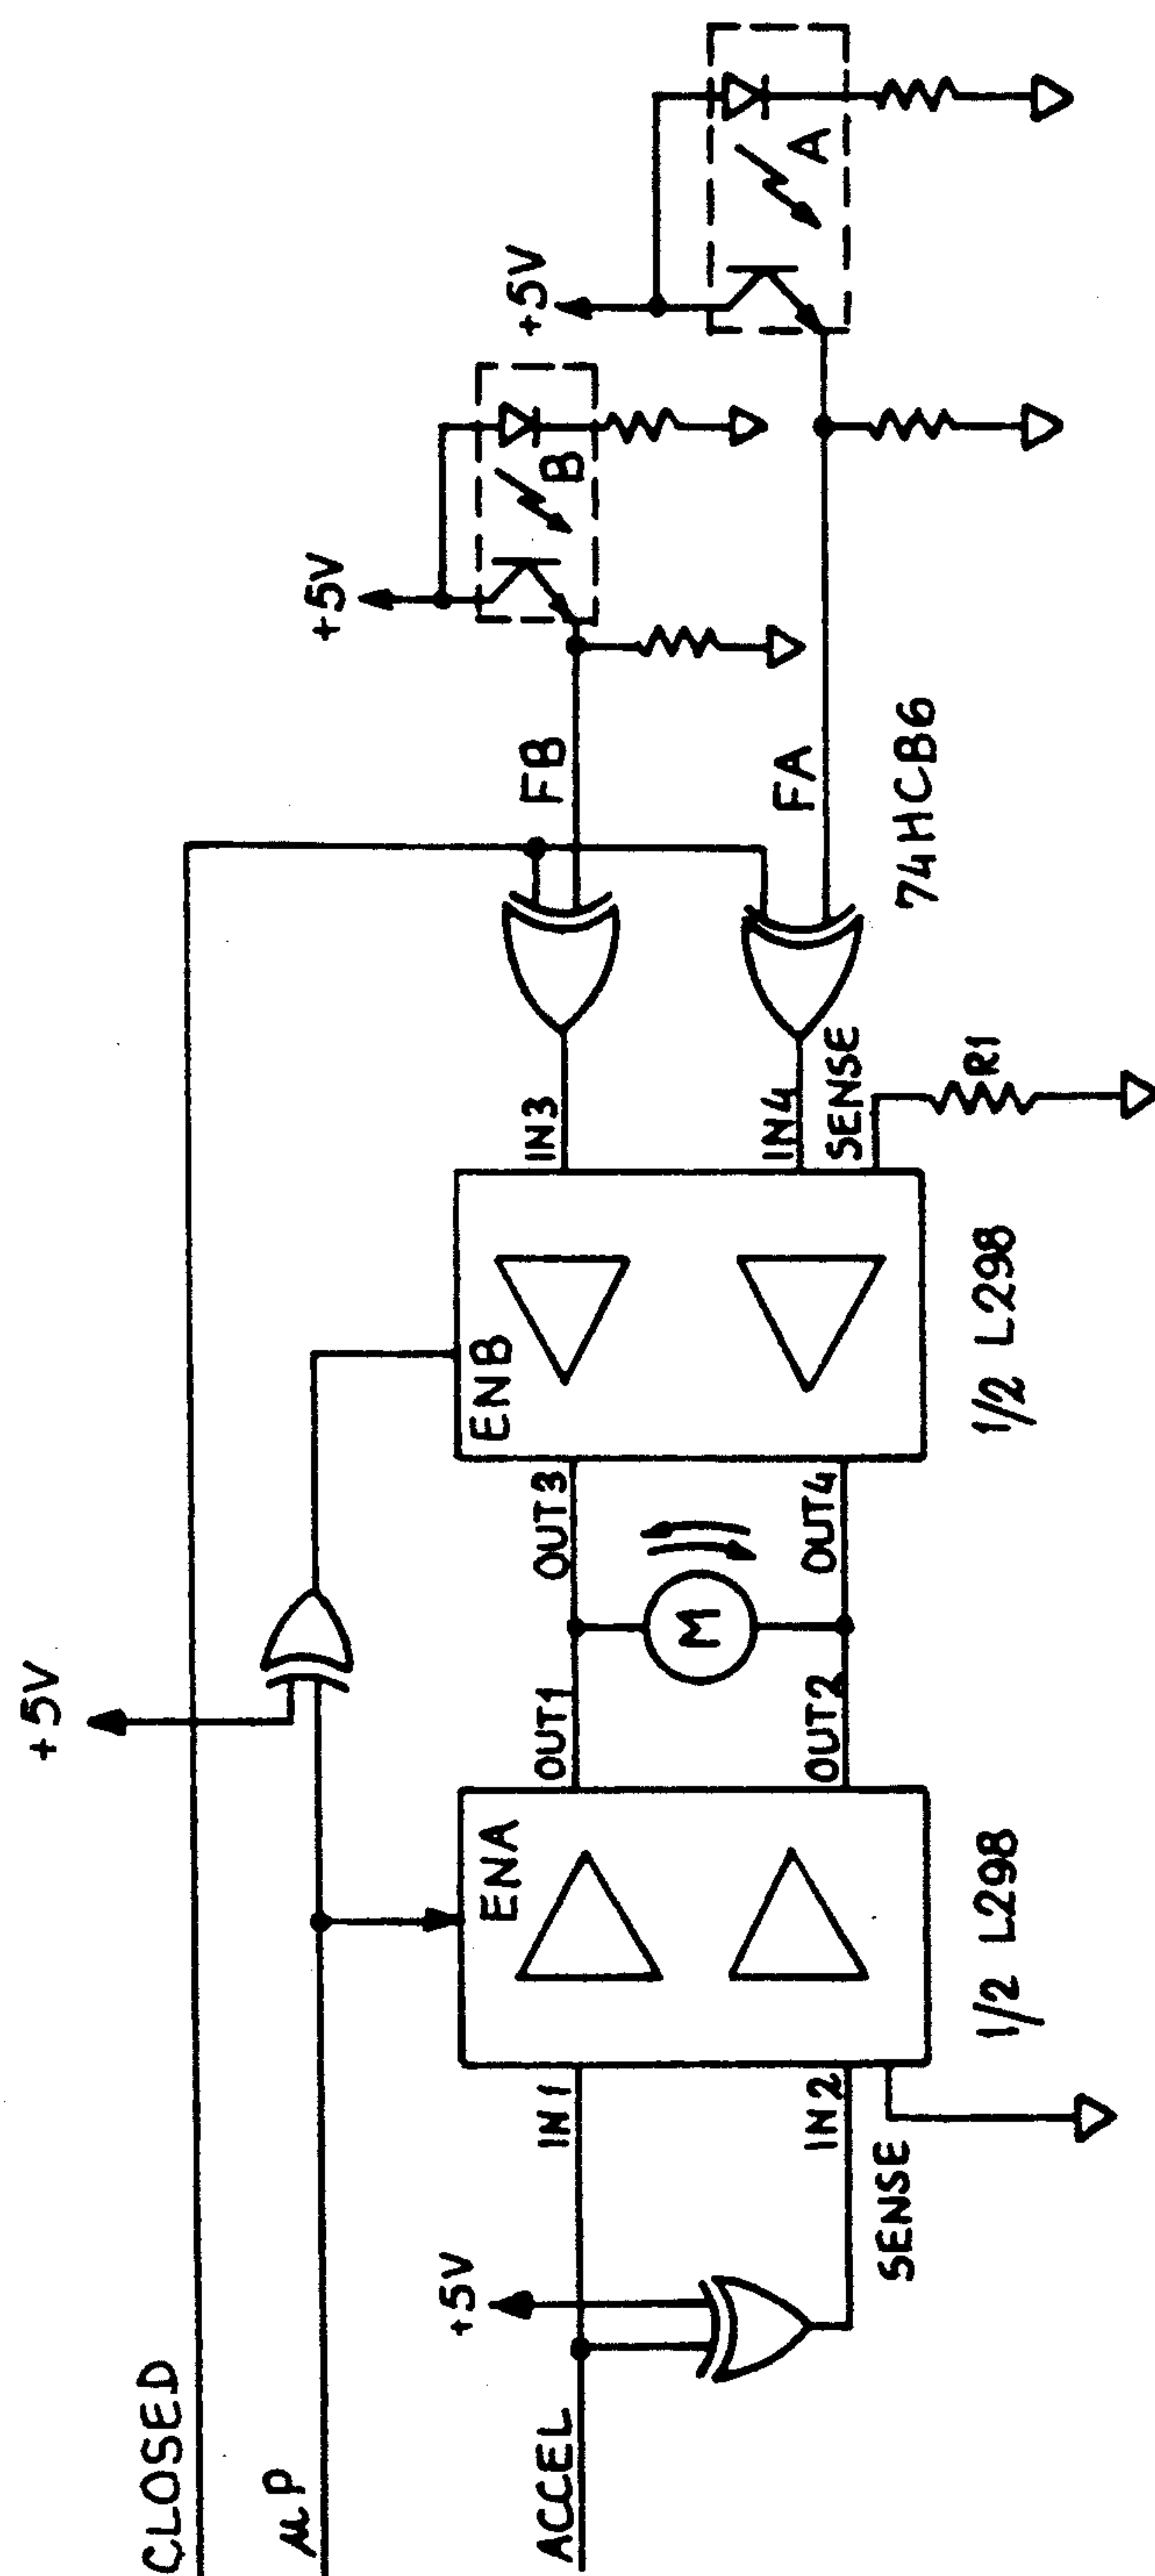 CLOSED
µP
ACCEL
+5V
IN1
IN2
SENSE
ENA
1/2 L298
+5V
OUT1
OUT2
M
OUT3
OUT4
ENB
1/2 L298
IN3
IN4
SENSE
R1
FB
FA
74HCB6
+5V
B
+5V
A